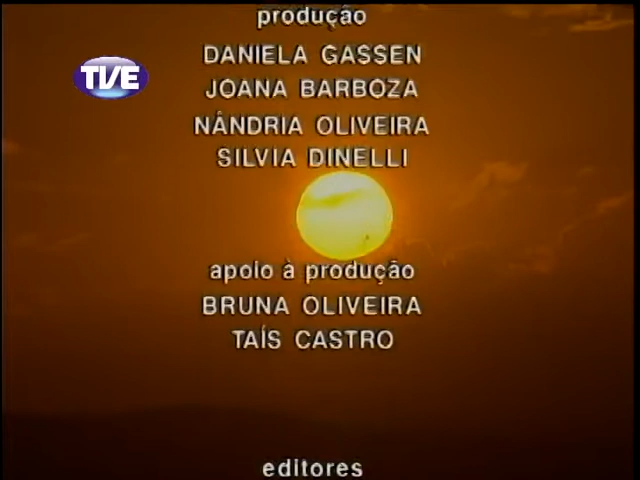 produção
TVE
DANIELA GASSEN
JOANA BARBOZA
NÂNDRIA OLIVEIRA
SILVIA DINELLI
apoio à produção
BRUNA OLIVEIRA
TAÍS CASTRO
editores